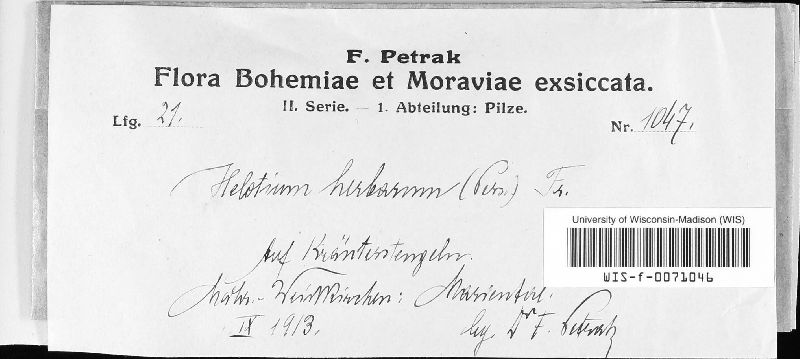 F. Petrak
Flora Bohemiae et Moraviae exsiccata.
II. Serie. — 1. Abteilung: Pilze.
Lfg. 21.
Nr. 1047.
Helotium herbarum (Pers.) Fr.
University of Wisconsin-Madison (WIS)
WIS-f-0071046
Auf Kräuterstengeln.
Mähr.-Weißkirchen: Mariental.
IX 1913.
leg. Dr F. Petrak